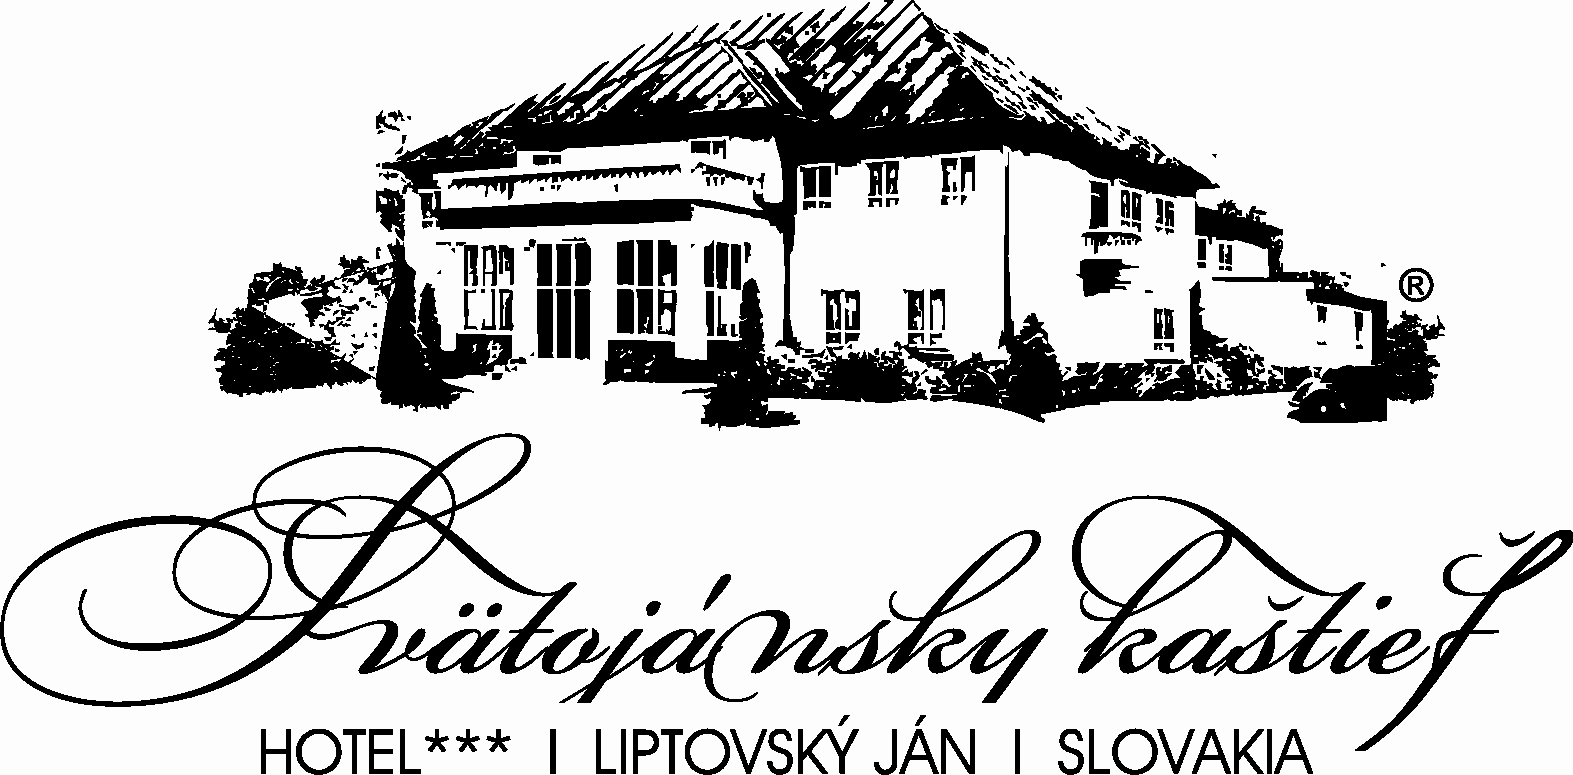 ®
Svätojánsky kaštieľ
HOTEL*** | LIPTOVSKÝ JÁN | SLOVAKIA